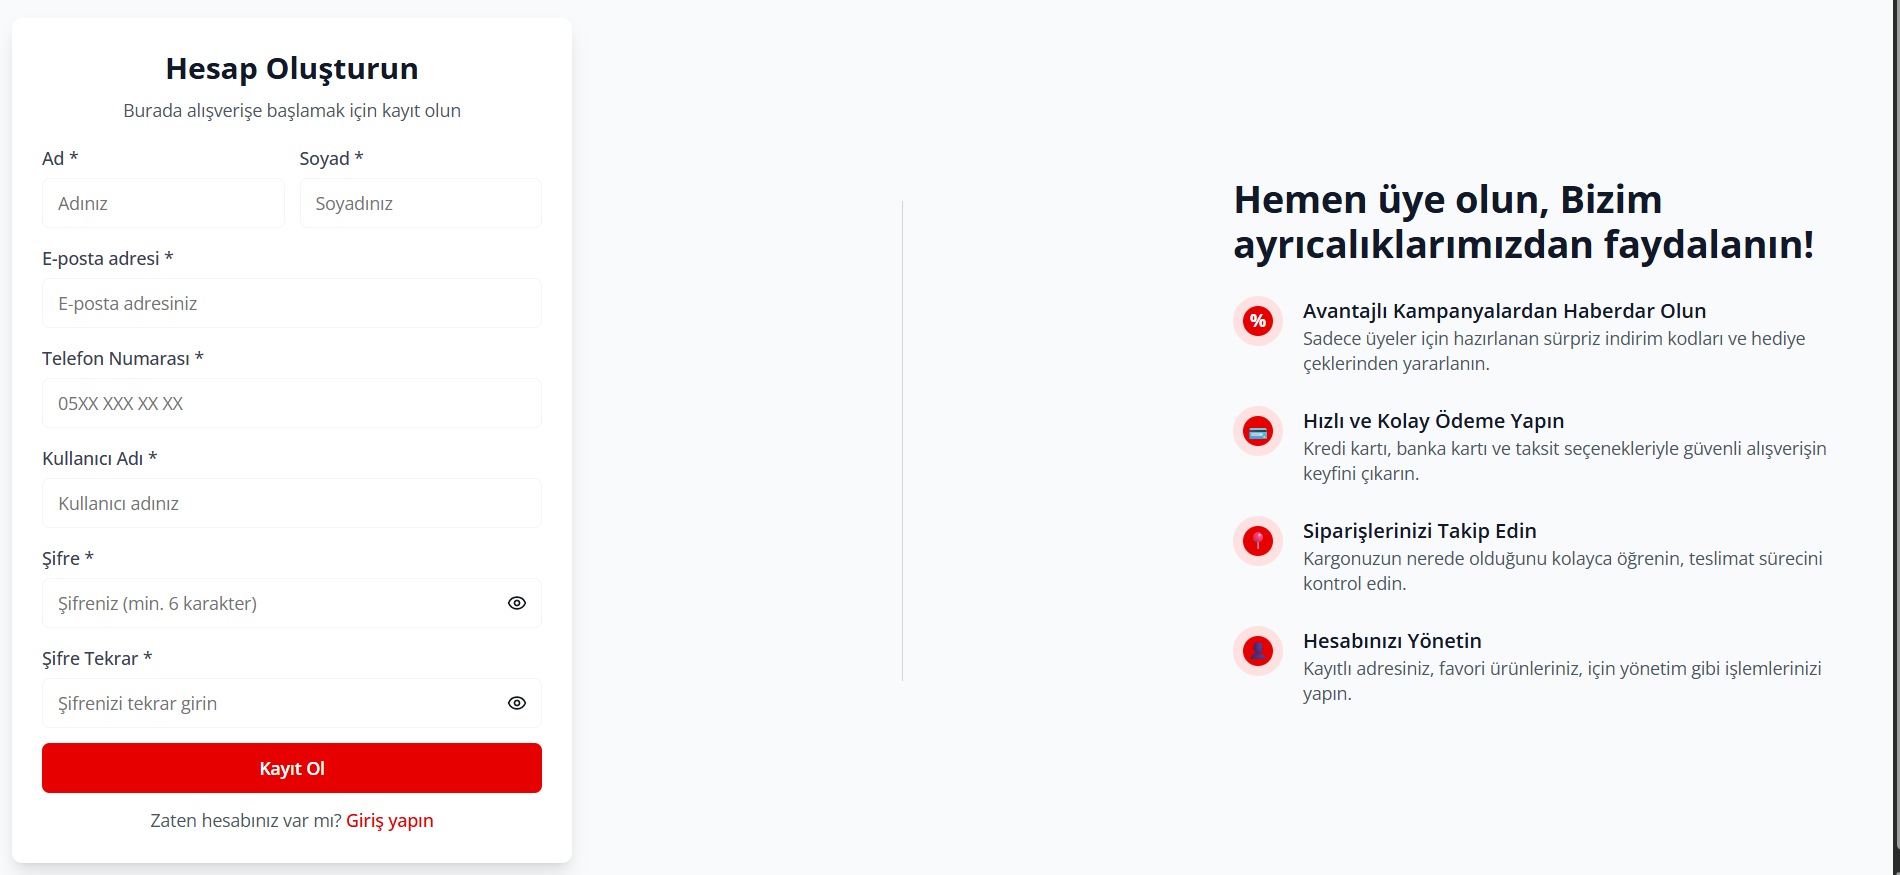 Hesap Oluşturun
Burada alışverişe başlamak için kayıt olun
Ad *
Soyad *
Adınız
Soyadınız
E-posta adresi *
E-posta adresiniz
Telefon Numarası *
05XX XXX XX XX
Kullanıcı Adı *
Kullanıcı adınız
Şifre *
Şifreniz (min. 6 karakter)
Şifre Tekrar *
Şifrenizi tekrar girin
Kayıt Ol
Zaten hesabınız var mı? Giriş yapın
Hemen üye olun, Bizim
ayrıcalıklarımızdan faydalanın!
%
Avantajlı Kampanyalardan Haberdar Olun
Sadece üyeler için hazırlanan sürpriz indirim kodları ve hediye
çeklerinden yararlanın.
Hızlı ve Kolay Ödeme Yapın
Kredi kartı, banka kartı ve taksit seçenekleriyle güvenli alışverişin
keyfini çıkarın.
Siparişlerinizi Takip Edin
Kargonuzun nerede olduğunu kolayca öğrenin, teslimat sürecini
kontrol edin.
Hesabınızı Yönetin
Kayıtlı adresiniz, favori ürünleriniz, için yönetim gibi işlemlerinizi
yapın.